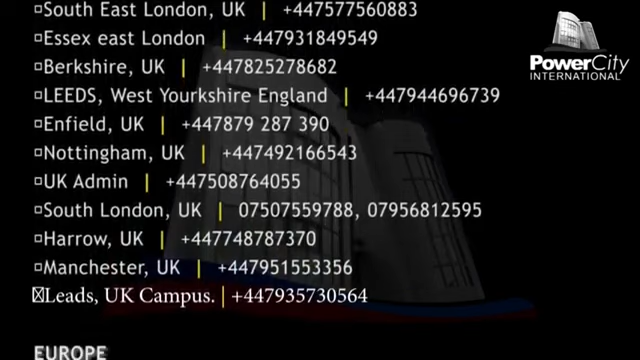 South East London, UK | +447577560883
Essex east London | +447931849549
Berkshire, UK | +447825278682
LEEDS, West Yourkshire England | +447944696739
Enfield, UK | +447879 287 390
Nottingham, UK | +447492166543
UK Admin | +447508764055
South London, UK | 07507559788, 07956812595
Harrow, UK | +447748787370
Manchester, UK | +447951553356
Leads, UK Campus. | +447935730564
EUROPE
PowerCity
INTERNATIONAL